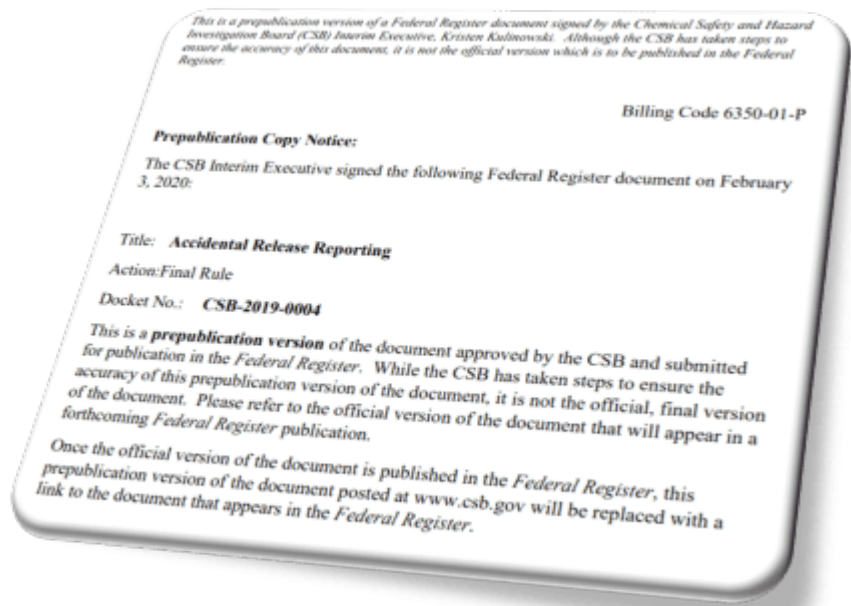 This is a prepublication version of a Federal Register document signed by the Chemical Safety and Hazard
Investigation Board (CSB) Interim Executive, Kristen Kulinowski. Although the CSB has taken steps to
ensure the accuracy of this document, it is not the official version which is to be published in the Federal
Register.
Billing Code 6350-01-P
Prepublication Copy Notice:
The CSB Interim Executive signed the following Federal Register document on February
3, 2020:
Title: Accidental Release Reporting
Action:Final Rule
Docket No.: CSB-2019-0004
This is a prepublication version of the document approved by the CSB and submitted
for publication in the Federal Register. While the CSB has taken steps to ensure the
accuracy of this prepublication version of the document, it is not the official, final version
of the document. Please refer to the official version of the document that will appear in a
forthcoming Federal Register publication.
Once the official version of the document is published in the Federal Register, this
prepublication version of the document posted at www.csb.gov will be replaced with a
link to the document that appears in the Federal Register.